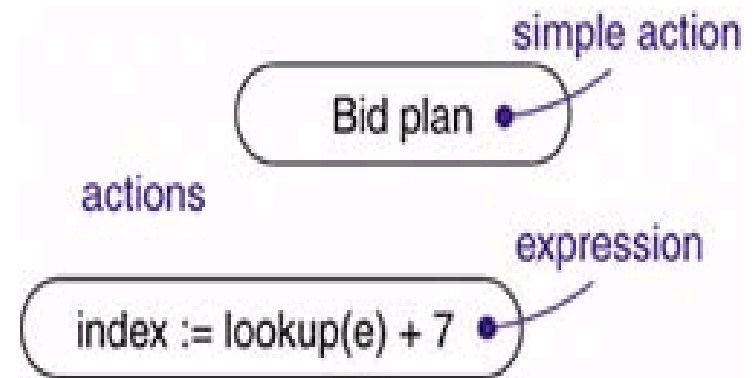 simple action
Bid plan
actions
expression
index := lookup(e) + 7